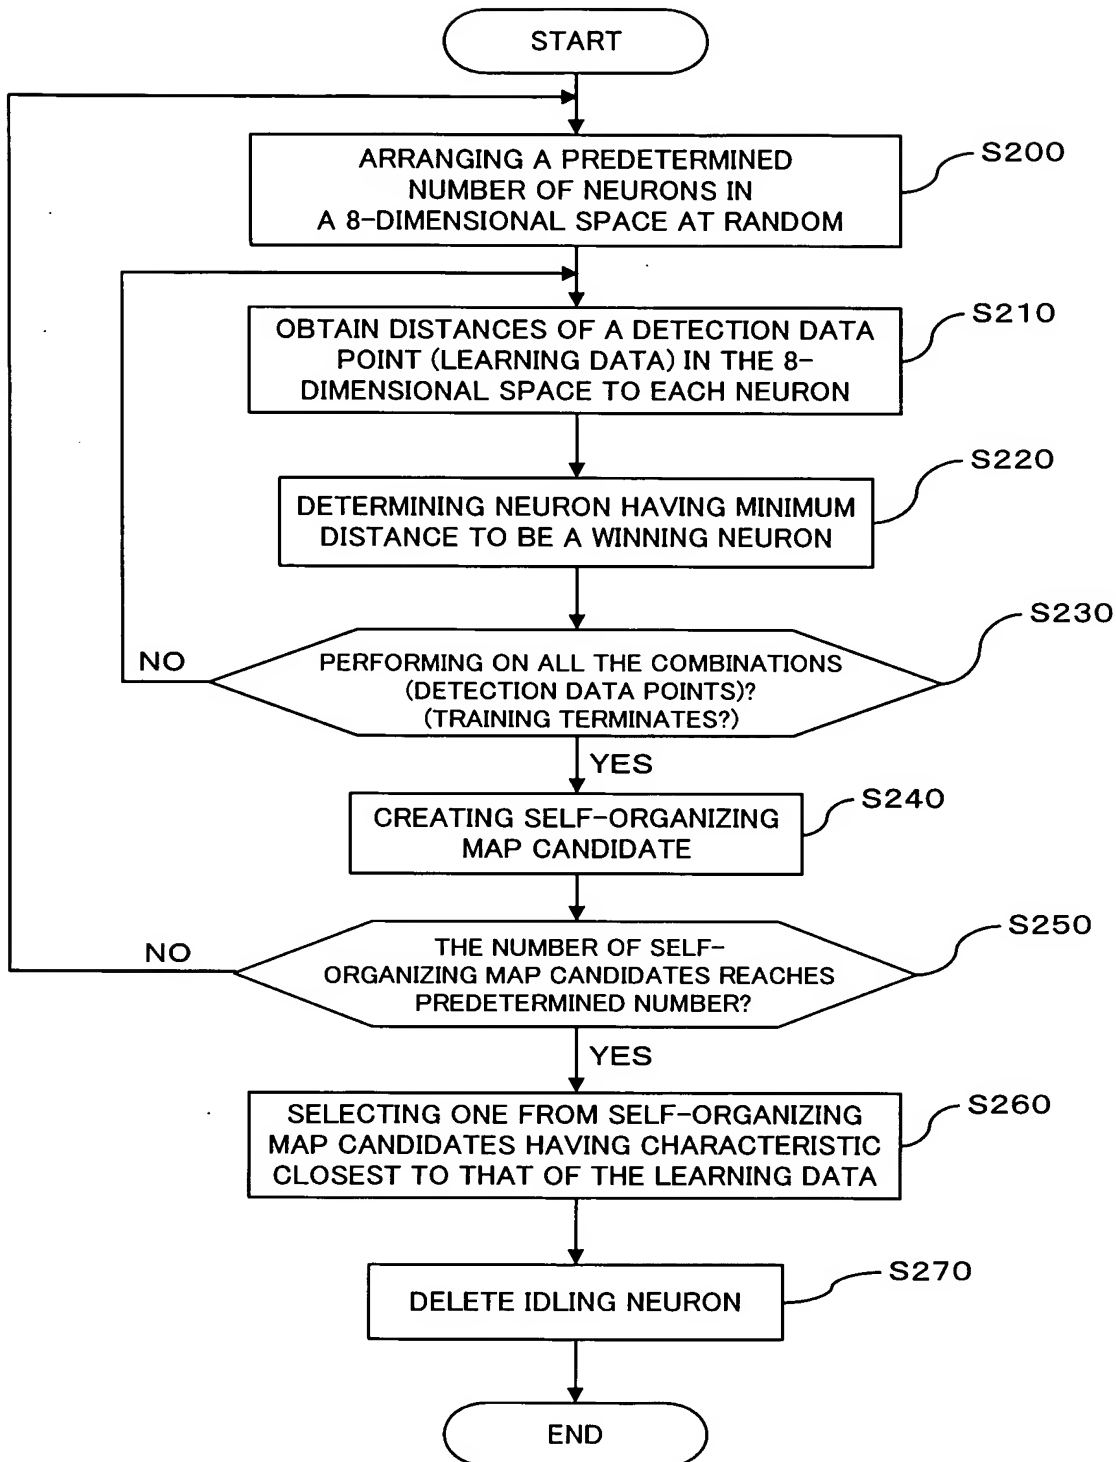 START
ARRANGING A PREDETERMINED
NUMBER OF NEURONS IN
A 8-DIMENSIONAL SPACE AT RANDOM
S200
OBTAIN DISTANCES OF A DETECTION DATA
POINT (LEARNING DATA) IN THE 8-
DIMENSIONAL SPACE TO EACH NEURON
S210
DETERMINING NEURON HAVING MINIMUM
DISTANCE TO BE A WINNING NEURON
S220
PERFORMING ON ALL THE COMBINATIONS
(DETECTION DATA POINTS)?
(TRAINING TERMINATES?)
S230
NO
YES
CREATING SELF-ORGANIZING
MAP CANDIDATE
S240
THE NUMBER OF SELF-
ORGANIZING MAP CANDIDATES REACHES
PREDETERMINED NUMBER?
S250
NO
YES
SELECTING ONE FROM SELF-ORGANIZING
MAP CANDIDATES HAVING CHARACTERISTIC
CLOSEST TO THAT OF THE LEARNING DATA
S260
DELETE IDLING NEURON
S270
END